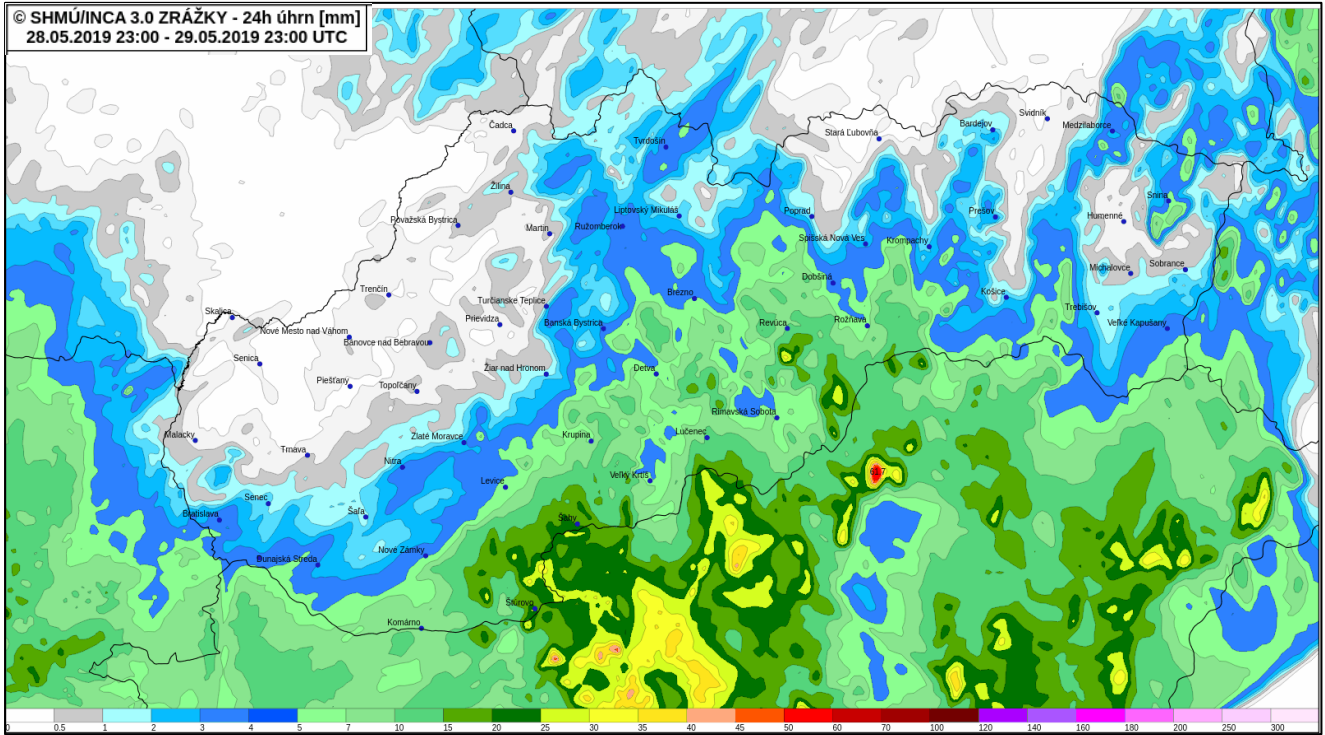 © SHMÚ/INCA 3.0 ZRÁŽKY - 24h úhrn [mm]
28.05.2019 23:00 - 29.05.2019 23:00 UTC
Čadca
Svidník
Bardejov
Medzilaborce
Stará Ľubovňa
Tvrdošín
Žilina
Snina
Liptovský Mikuláš
Poprad
Prešov
Humenné
Považská Bystrica
Martin
Ružomberok
Spišská Nová Ves
Krompachy
Michalovce
Sobrance
Dobšiná
Trenčín
Brezno
Košice
Turčianske Teplice
Trebišov
Skalica
Prievidza
Banská Bystrica
Revúca
Rožňava
Veľké Kapušany
Nové Mesto nad Váhom
Bánovce nad Bebravou
Senica
Žiar nad Hronom
Detva
Piešťany
Topoľčany
Rimavská Sobota
Malacky
Zlaté Moravce
Krupina
Lučenec
Trnava
Nitra
Levice
Veľký Krtíš
61.7
Senec
Bratislava
Šaľa
Šahy
Dunajská Streda
Nové Zámky
Štúrovo
Komárno
0 0.5 1 2 3 4 5 7 10 15 20 25 30 35 40 45 50 60 70 100 120 140 160 180 200 250 300